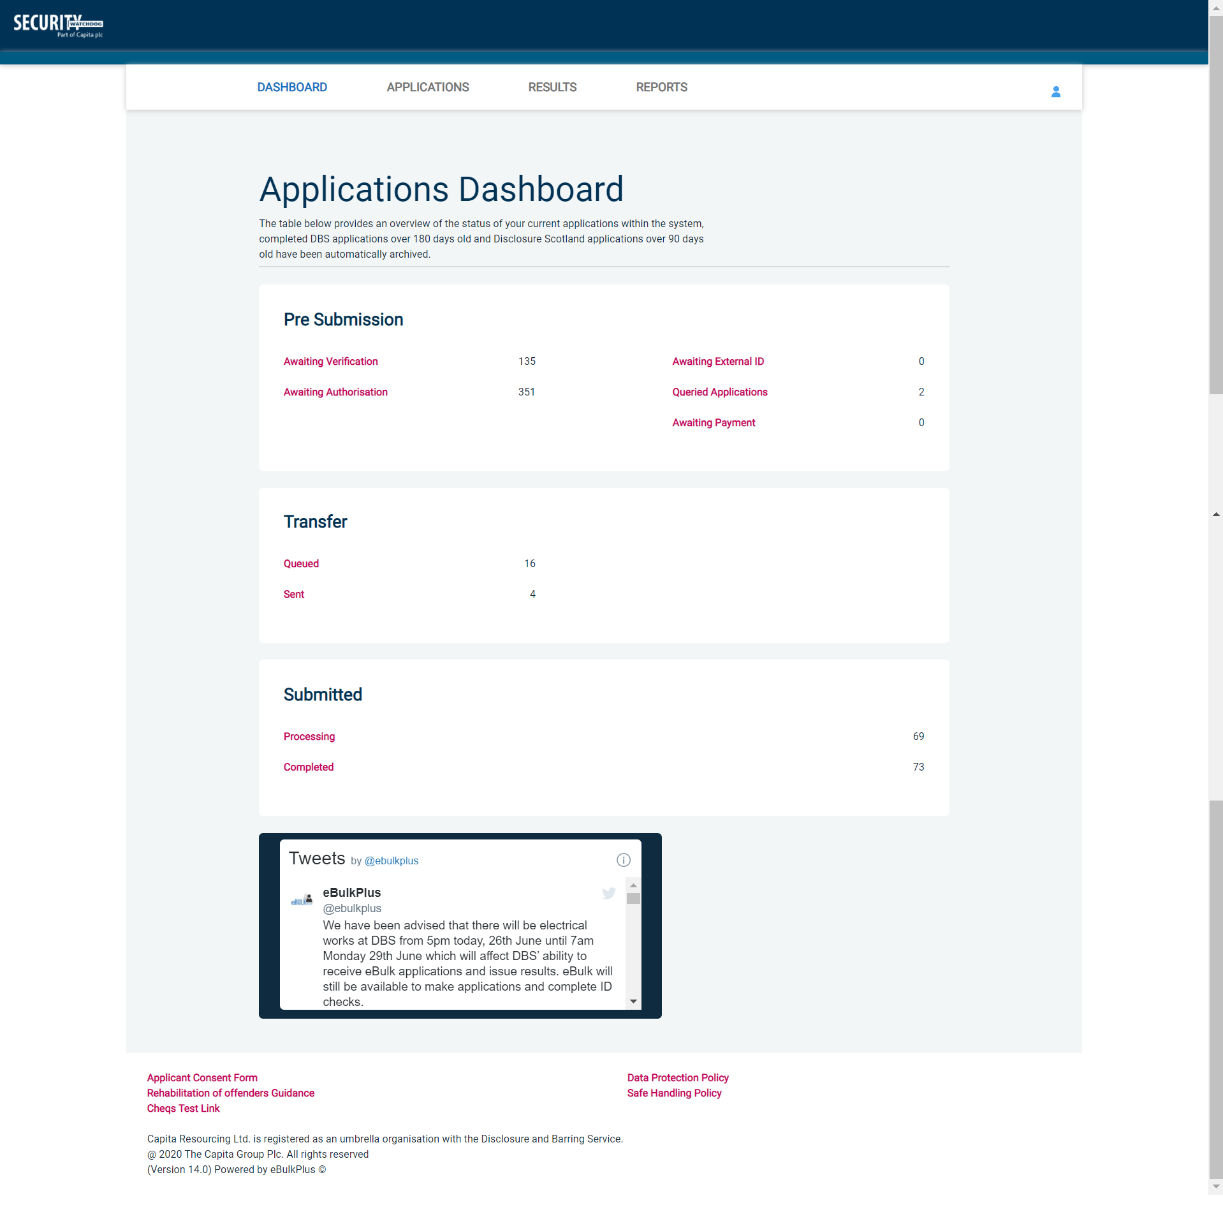 SECURITY
WATCHDOG
Part of Capita plc
DASHBOARD APPLICATIONS RESULTS REPORTS
Applications Dashboard
The table below provides an overview of the status of your current applications within the system,
completed DBS applications over 180 days old and Disclosure Scotland applications over 90 days
old have been automatically archived.
Pre Submission
Awaiting Verification 135 Awaiting External ID 0
Awaiting Authorisation 351 Queried Applications 2
Awaiting Payment 0
Transfer
Queued 16
Sent 4
Submitted
Processing 69
Completed 73
Tweets by @ebulkplus
eBULK
eBulkPlus
@ebulkplus
We have been advised that there will be electrical
works at DBS from 5pm today, 26th June until 7am
Monday 29th June which will affect DBS' ability to
receive eBulk applications and issue results. eBulk will
still be available to make applications and complete ID
checks.
Applicant Consent Form Data Protection Policy
Rehabilitation of offenders Guidance Safe Handling Policy
Cheqs Test Link
Capita Resourcing Ltd. is registered as an umbrella organisation with the Disclosure and Barring Service.
@ 2020 The Capita Group Plc. All rights reserved
(Version 14.0) Powered by eBulkPlus ©